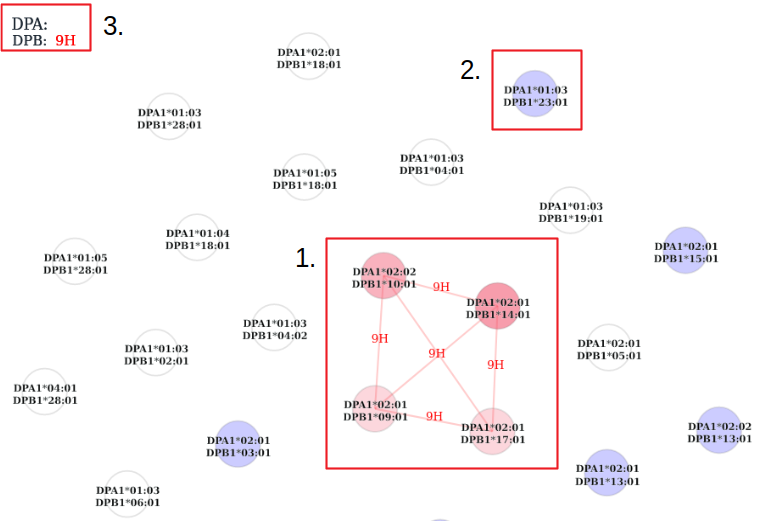 DPA:
DPB: 9H
3.
DPA1*02:01
DPB1*18:01
2.
DPA1*01:03
DPB1*23:01
DPA1*01:03
DPB1*28:01
DPA1*01:03
DPB1*04:01
DPA1*01:05
DPB1*18:01
DPA1*01:03
DPB1*19:01
DPA1*01:04
DPB1*18:01
DPA1*02:01
DPB1*15:01
DPA1*01:05
DPB1*28:01
1.
DPA1*02:02
DPB1*10:01
9H
DPA1*02:01
DPB1*14:01
9H
9H
9H
DPA1*02:01
DPB1*09:01
9H
DPA1*02:01
DPB1*17:01
DPA1*01:03
DPB1*04:02
DPA1*02:01
DPB1*05:01
DPA1*01:03
DPB1*02:01
DPA1*04:01
DPB1*28:01
DPA1*02:01
DPB1*03:01
DPA1*02:02
DPB1*13:01
DPA1*02:01
DPB1*13:01
DPA1*01:03
DPB1*06:01